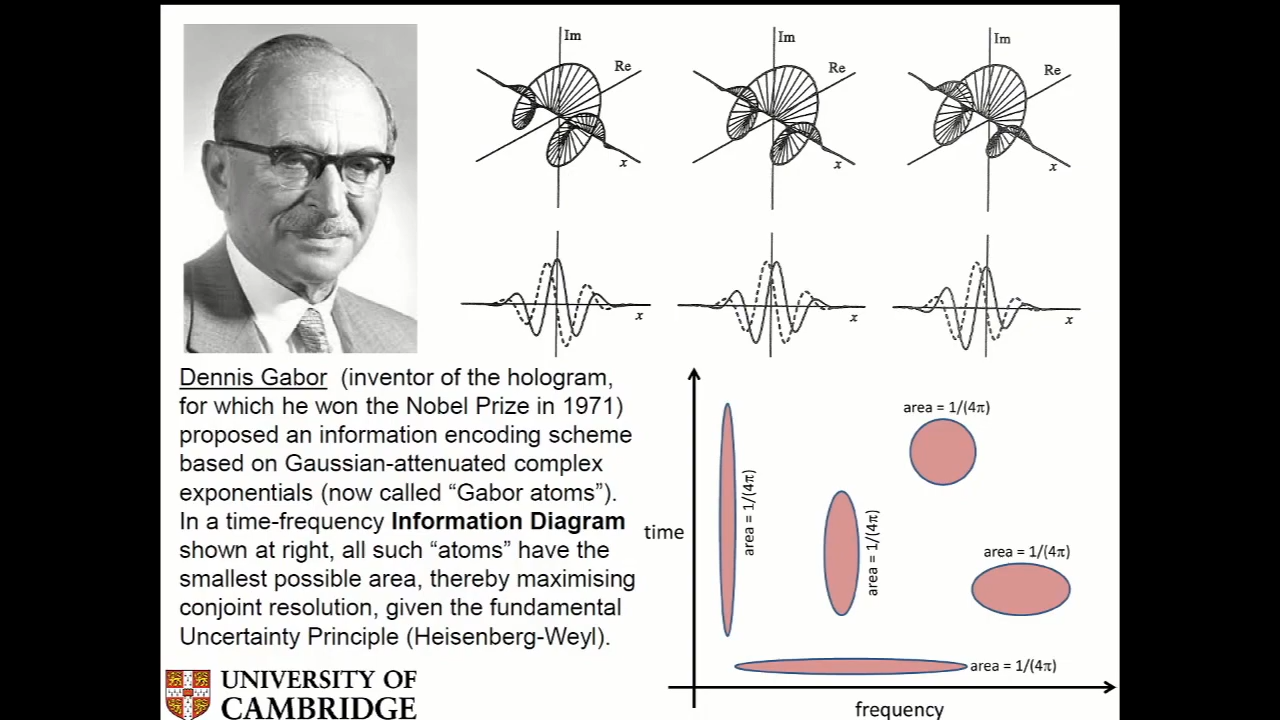 Im
Re
x
Im
Re
x
Im
Re
x
x
x
x
Dennis Gabor (inventor of the hologram,
for which he won the Nobel Prize in 1971)
proposed an information encoding scheme
based on Gaussian-attenuated complex
exponentials (now called “Gabor atoms”).
In a time-frequency Information Diagram
shown at right, all such “atoms” have the
smallest possible area, thereby maximising
conjoint resolution, given the fundamental
Uncertainty Principle (Heisenberg-Weyl).
time
area = 1/(4π)
area = 1/(4π)
area = 1/(4π)
area = 1/(4π)
area = 1/(4π)
frequency
UNIVERSITY OF
CAMBRIDGE